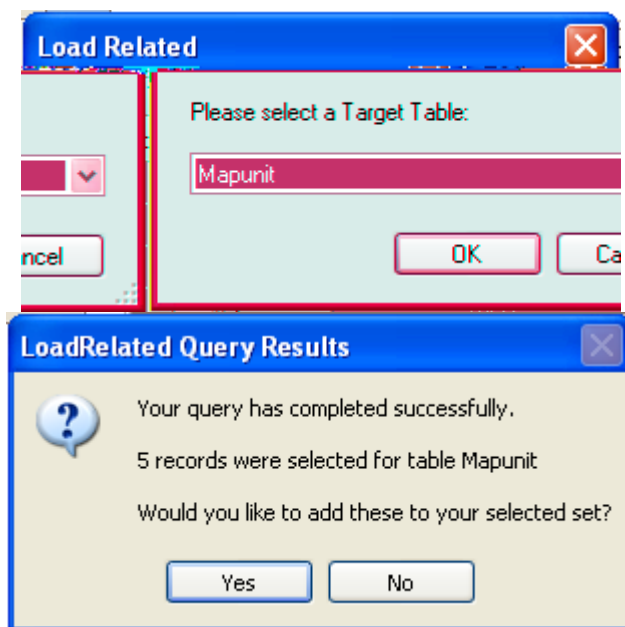 Load Related
Please select a Target Table:
Mapunit
ncel
OK
Ca
LoadRelated Query Results
Your query has completed successfully.
5 records were selected for table Mapunit
Would you like to add these to your selected set?
Yes
No